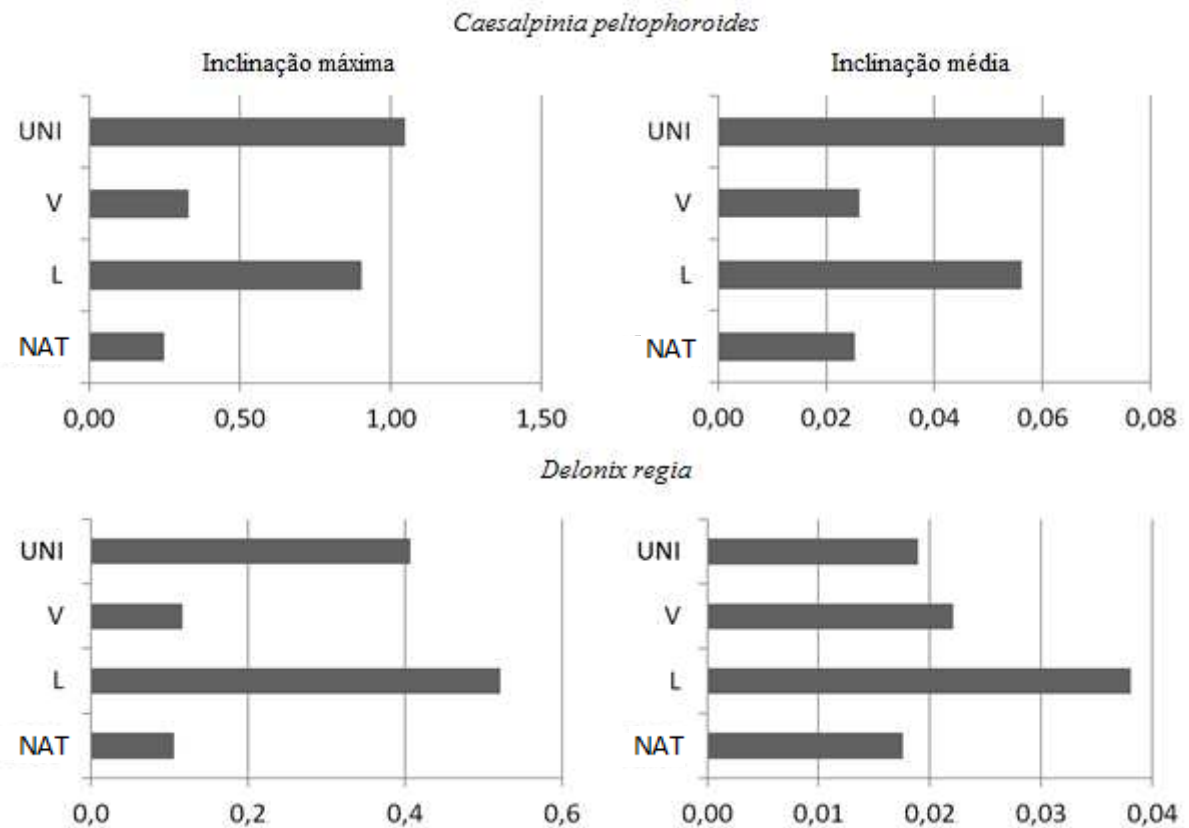 Caesalpinia peltophoroides
Inclinação máxima
UNI
V
L
NAT
0,00 0,50 1,00 1,50
Inclinação média
UNI
V
L
NAT
0,00 0,02 0,04 0,06 0,08
Delonix regia
UNI
V
L
NAT
0,0 0,2 0,4 0,6
UNI
V
L
NAT
0,00 0,01 0,02 0,03 0,04